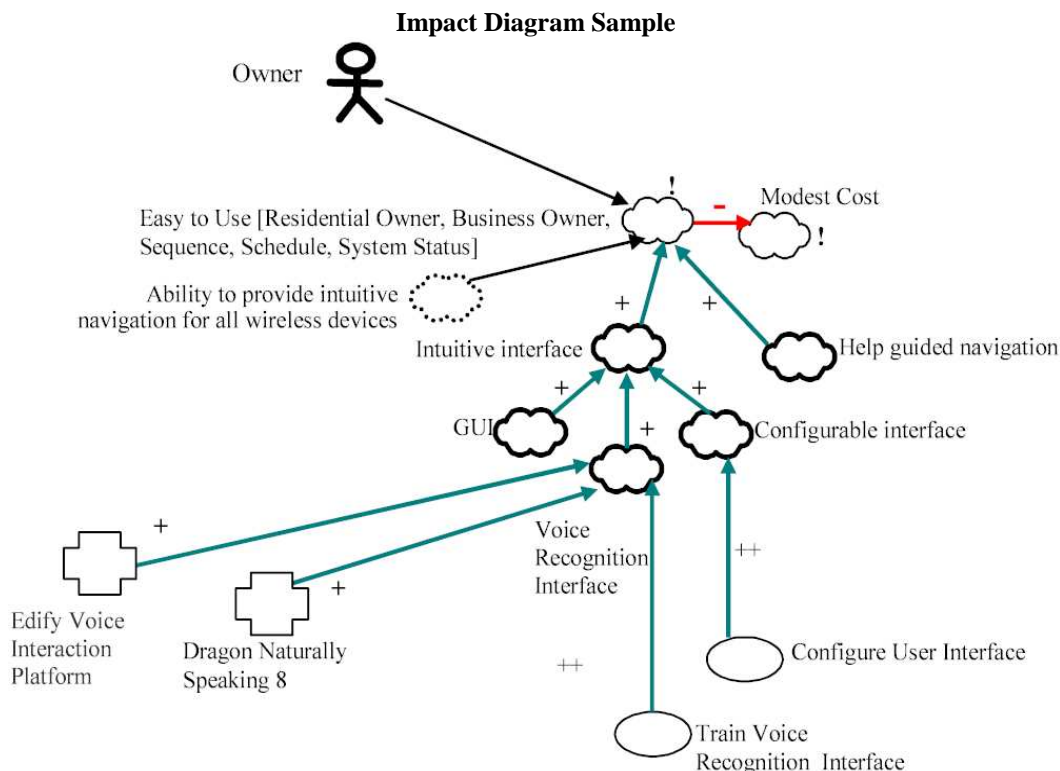 Impact Diagram Sample
Owner
!
-
Modest Cost
!
Easy to Use [Residential Owner, Business Owner,
Sequence, Schedule, System Status]
Ability to provide intuitive
navigation for all wireless devices
+
+
Intuitive interface
Help guided navigation
+
+
GUI
+
Configurable interface
+
Voice
Recognition
Interface
++
+
Edify Voice
Interaction
Platform
Dragon Naturally
Speaking 8
++
Configure User Interface
Train Voice
Recognition Interface